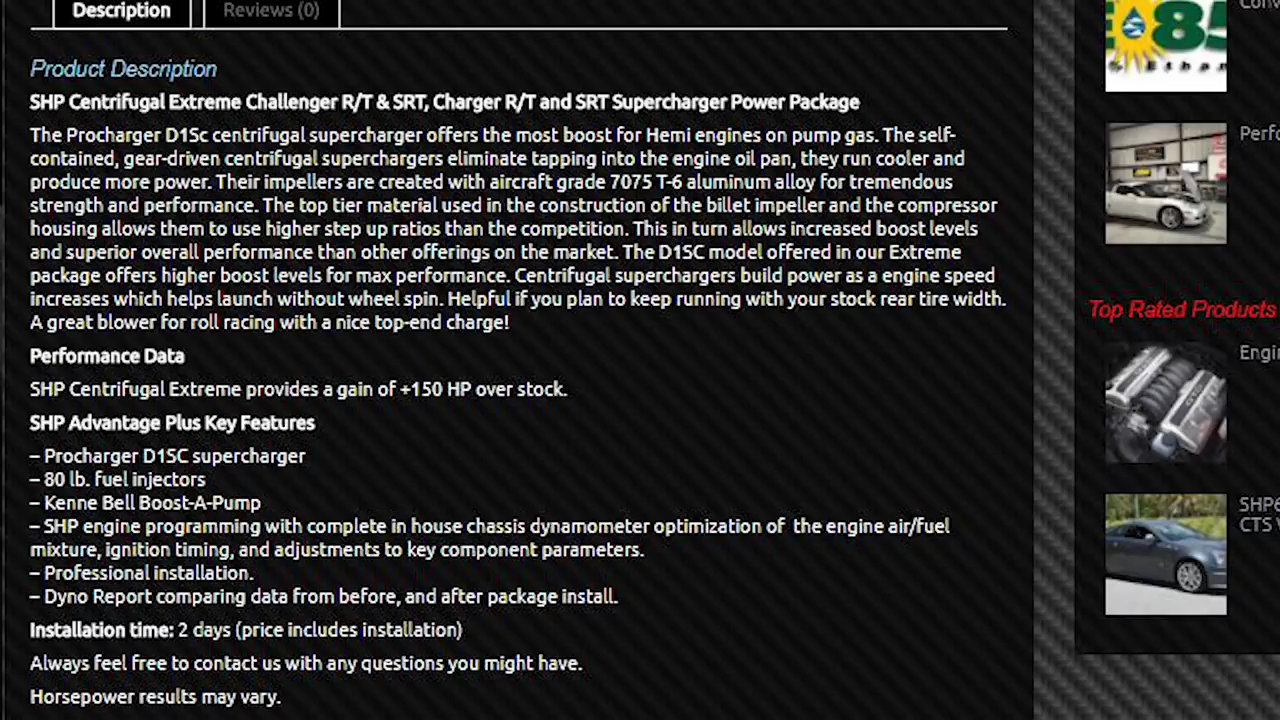 Description
Reviews (0)
Product Description
SHP Centrifugal Extreme Challenger R/T & SRT, Charger R/T and SRT Supercharger Power Package
The Procharger D1Sc centrifugal supercharger offers the most boost for Hemi engines on pump gas. The self-
contained, gear-driven centrifugal superchargers eliminate tapping into the engine oil pan, they run cooler and
produce more power. Their impellers are created with aircraft grade 7075 T-6 aluminum alloy for tremendous
strength and performance. The top tier material used in the construction of the billet impeller and the compressor
housing allows them to use higher step up ratios than the competition. This in turn allows increased boost levels
and superior overall performance than other offerings on the market. The D1SC model offered in our Extreme
package offers higher boost levels for max performance. Centrifugal superchargers build power as a engine speed
increases which helps launch without wheel spin. Helpful if you plan to keep running with your stock rear tire width.
A great blower for roll racing with a nice top-end charge!
Performance Data
SHP Centrifugal Extreme provides a gain of +150 HP over stock.
SHP Advantage Plus Key Features
– Procharger D1SC supercharger
– 80 lb. fuel injectors
– Kenne Bell Boost-A-Pump
– SHP engine programming with complete in house chassis dynamometer optimization of the engine air/fuel
mixture, ignition timing, and adjustments to key component parameters.
– Professional installation.
– Dyno Report comparing data from before, and after package install.
Installation time: 2 days (price includes installation)
Always feel free to contact us with any questions you might have.
Horsepower results may vary.
85
Perfo
Top Rated Products
Engi
CTS